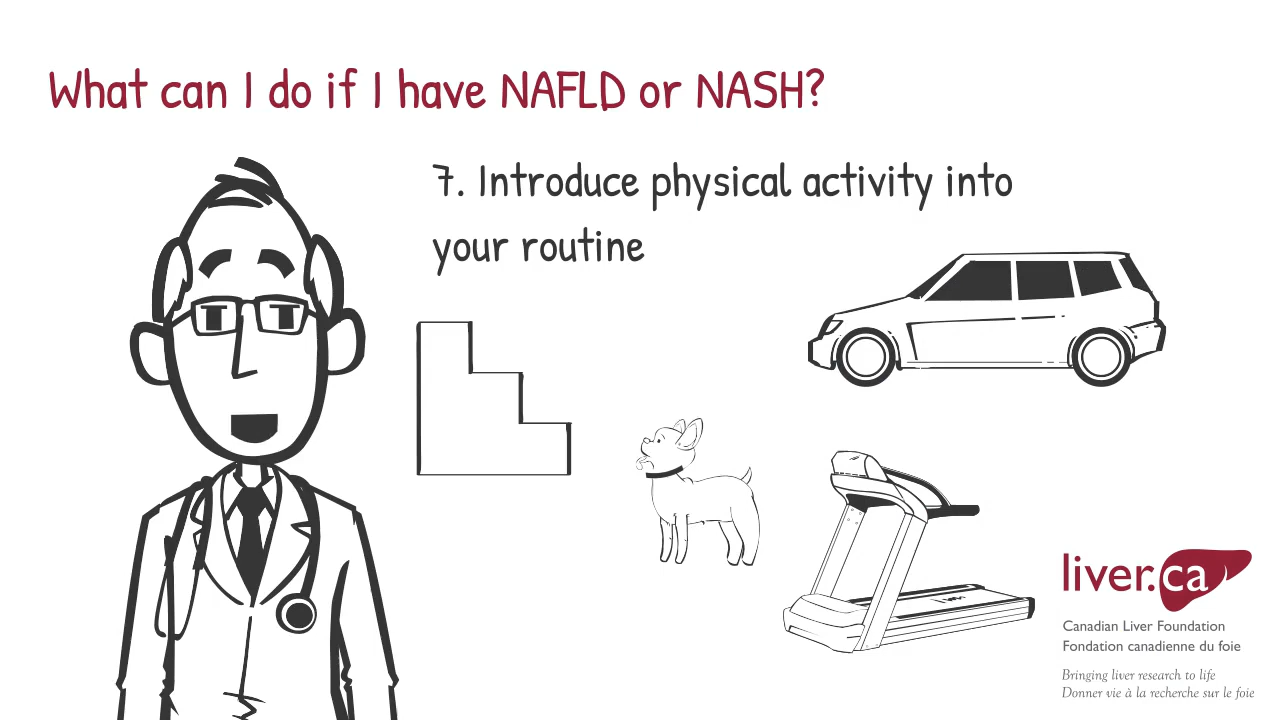 What can I do if I have NAFLD or NASH?
7. Introduce physical activity into
your routine
liver.ca
Canadian Liver Foundation
Fondation canadienne du foie
Bringing liver research to life
Donner vie à la recherche sur le foie